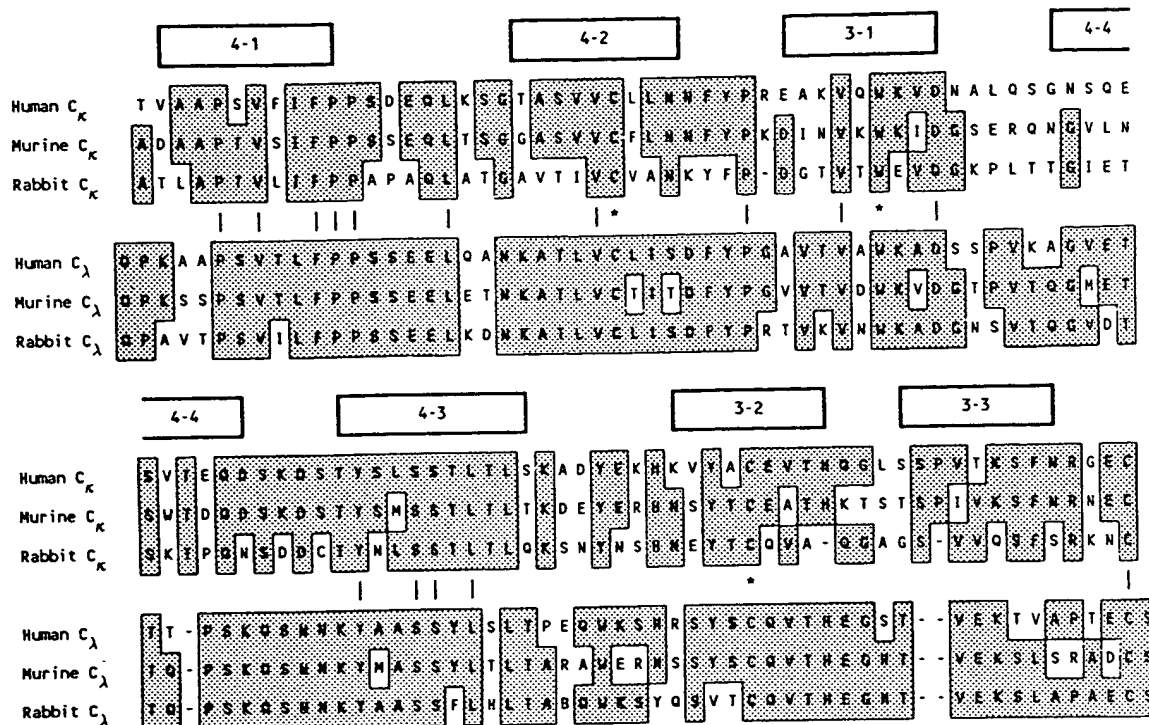 4-1 4-2 3-1 4-4
Human Cκ T V A A P S V F I F P P S D E Q L K S G T A S V V C L L N N F Y P R E A K V Q W K V D N A L Q S G N S Q E
Murine Cκ A D A A P T V S I F P P S S E Q L T S G G A S V V C F L N N F Y P K D I N V K W K I D G S E R Q N G V L N
Rabbit Cκ A T L A P T V L I F P P A P A Q L A T G A V T I V C V A N K Y F P - D G T V T W E V D G K P L T T G I E T
| | | | | | | * | | * |
Human Cλ Q P K A A P S V T L F P P S S E E L Q A N K A T L V C L I S D F Y P G A V T V A W K A D S S P V K A G V E T
Murine Cλ Q P K S S P S V T L F P P S S E E L E T N K A T L V C T I T D F Y P G V V T V D W K V D G T P V T Q G M E T
Rabbit Cλ Q P A V T P S V I L F P P S S E E L K D N K A T L V C L I S D F Y P R T V K V N W K A D G N S V T Q G V D T
4-4 4-3 3-2 3-3
Human Cκ S V T E Q D S K D S T Y S L S S T L T L S K A D Y E K H K V Y A C E V T H Q G L S S P V T K S F N R G E C
Murine Cκ S W T D Q D S K D S T Y S M S S Y L T L T K D E Y E R H N S Y T C E A T H K T S T S P I V K S F N R N E C
Rabbit Cκ S K T P Q N S D D C T Y N L S S T L T L Q K S N Y N S H N E Y T C Q V A - Q G A G S - V V Q S F S R K N C
| | | | * |
Human Cλ T T - P S K Q S N N K Y A A S S Y L S L T P E Q W K S H R S Y S C Q V T H E G S T - - V E K T V A P T E C S
Murine Cλ T Q - P S K Q S N N K Y M A S S Y L T L T A R A W E R N S S Y S C Q V T H E G H T - - V E K S L S R A D C S
Rabbit Cλ T Q - P S K Q S N N K Y A A S S F L H L T A B Q W K S Y Q S V T C Q V T H E G H T - - V E K S L A P A E C S